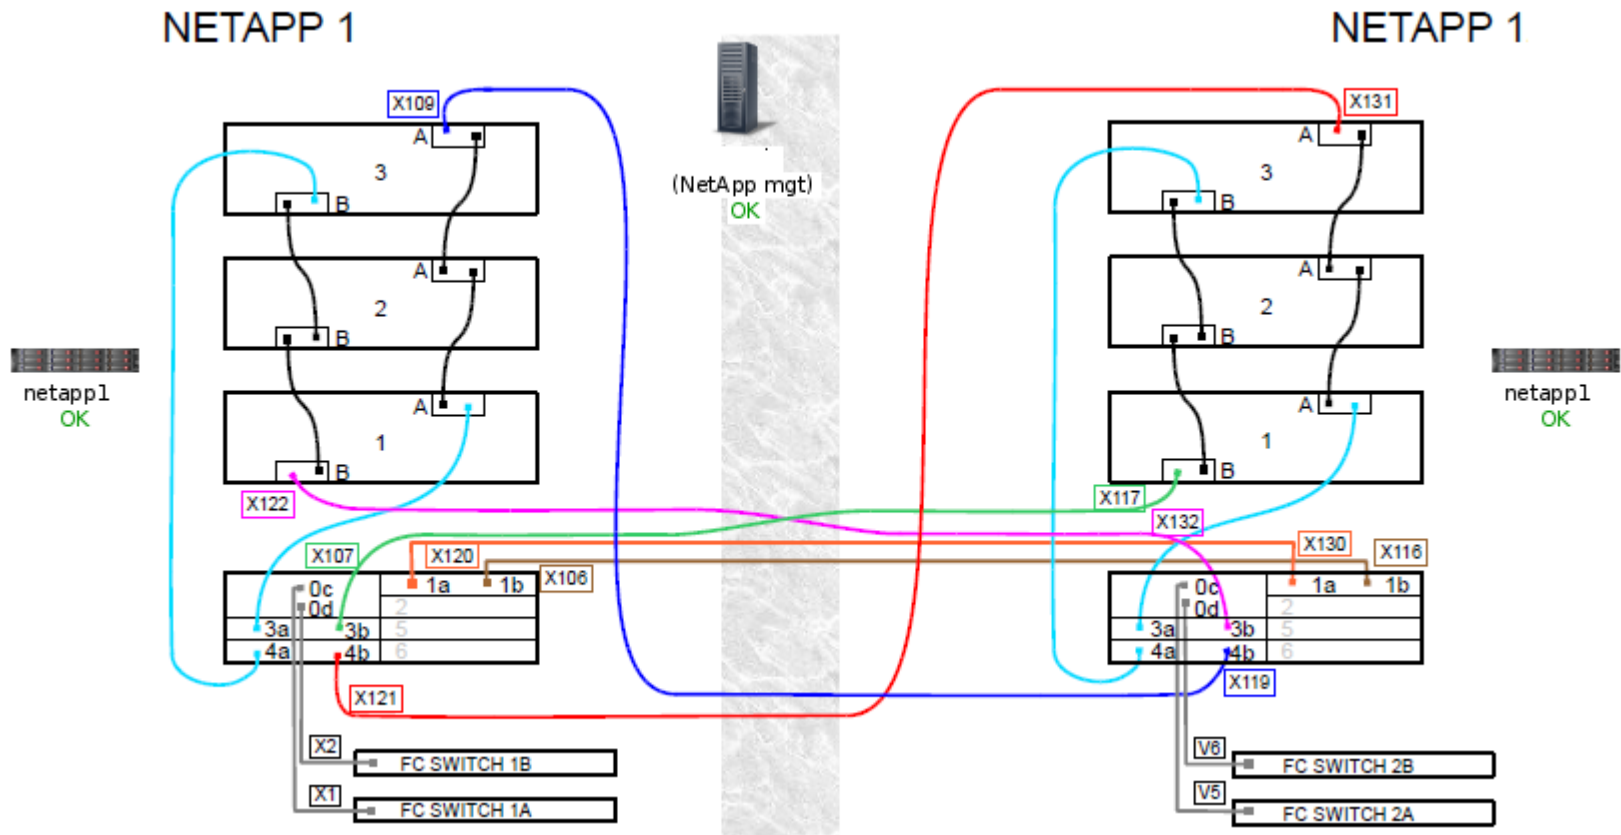 NETAPP 1
NETAPP 1
X109
X131
A
3
B
(NetApp mgt)
OK
A
3
B
A
2
B
A
2
B
netapp1
OK
netapp1
OK
A
1
B
A
1
B
X122
X117
X132
X107
X120
X106
X130
X116
0c
0d
1a
1b
2
3a
3b
5
4a
4b
6
0c
0d
1a
1b
2
3a
3b
5
4a
4b
6
X121
X119
X2
FC SWITCH 1B
X1
FC SWITCH 1A
V6
FC SWITCH 2B
V5
FC SWITCH 2A